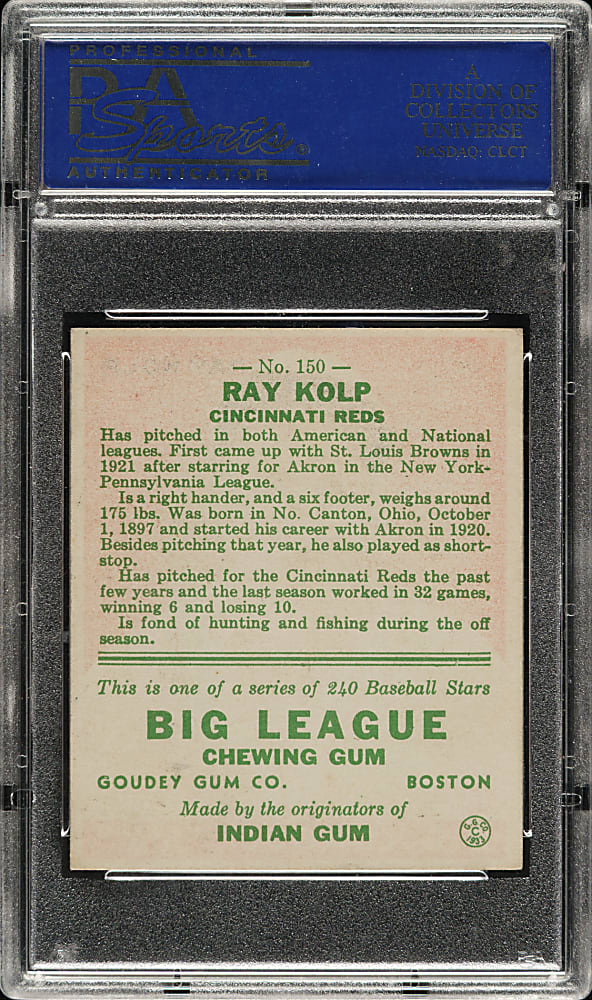 PROFESSIONAL
PSA
Sports®
AUTHENTICATOR
A
DIVISION OF
COLLECTORS
UNIVERSE
NASDAQ: CLCT
— No. 150 —
RAY KOLP
CINCINNATI REDS
Has pitched in both American and National
leagues. First came up with St. Louis Browns in
1921 after starring for Akron in the New York-
Pennsylvania League.
Is a right hander, and a six footer, weighs around
175 lbs. Was born in No. Canton, Ohio, October
1, 1897 and started his career with Akron in 1920.
Besides pitching that year, he also played as short-
stop.
Has pitched for the Cincinnati Reds the past
few years and the last season worked in 32 games,
winning 6 and losing 10.
Is fond of hunting and fishing during the off
season.
This is one of a series of 240 Baseball Stars
BIG LEAGUE
CHEWING GUM
GOUDEY GUM CO. BOSTON
Made by the originators of
INDIAN GUM
G.G.CO.
C
1933